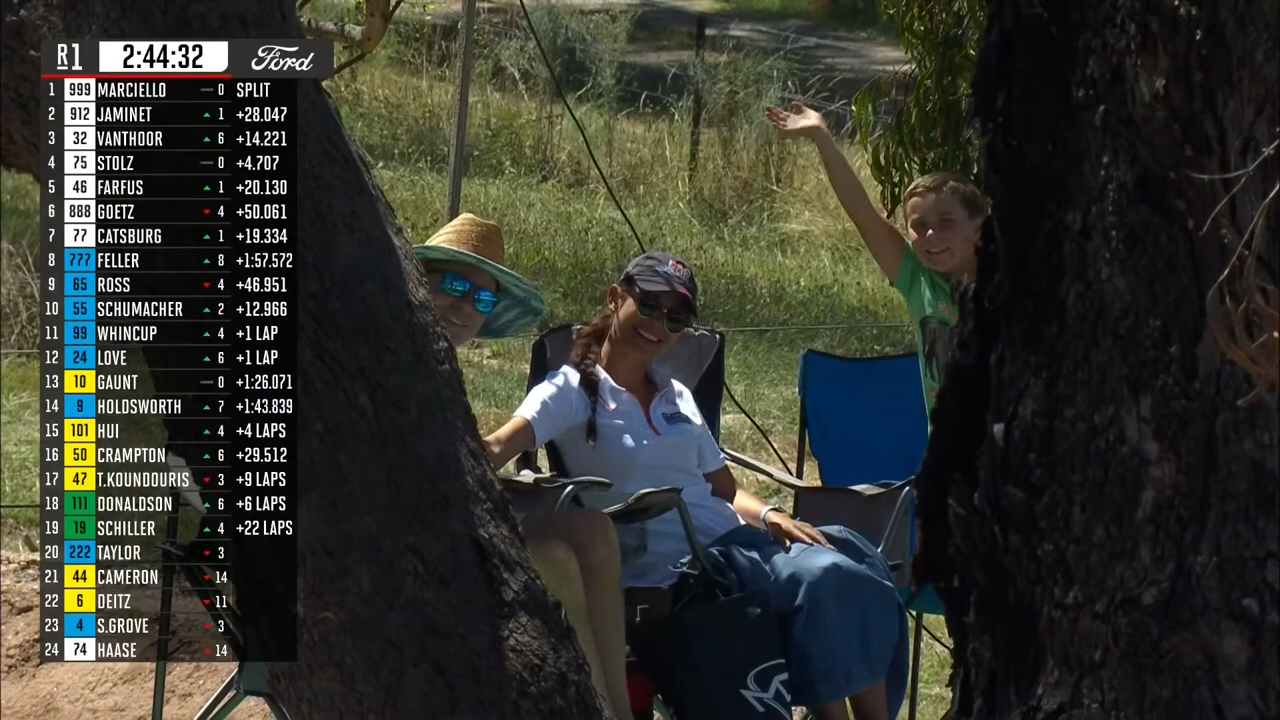 R1 2:44:32 Ford
1 999 MARCIELLO 0 SPLIT
2 912 JAMINET 1 +28.047
3 32 VANTHOOR 6 +14.221
4 75 STOLZ 0 +4.707
5 46 FARFUS 1 +20.130
6 888 GOETZ 4 +50.061
7 77 CATSBURG 1 +19.334
8 777 FELLER 8 +1:57.572
9 65 ROSS 4 +46.951
10 55 SCHUMACHER 2 +12.966
11 99 WHINCUP 4 +1 LAP
12 24 LOVE 6 +1 LAP
13 10 GAUNT 0 +1:26.071
14 9 HOLDSWORTH 7 +1:43.839
15 101 HUI 4 +4 LAPS
16 50 CRAMPTON 6 +29.512
17 47 T.KOUNDOURIS 3 +9 LAPS
18 111 DONALDSON 6 +6 LAPS
19 19 SCHILLER 4 +22 LAPS
20 222 TAYLOR 3
21 44 CAMERON 14
22 6 DEITZ 11
23 4 S.GROVE 3
24 74 HAASE 14